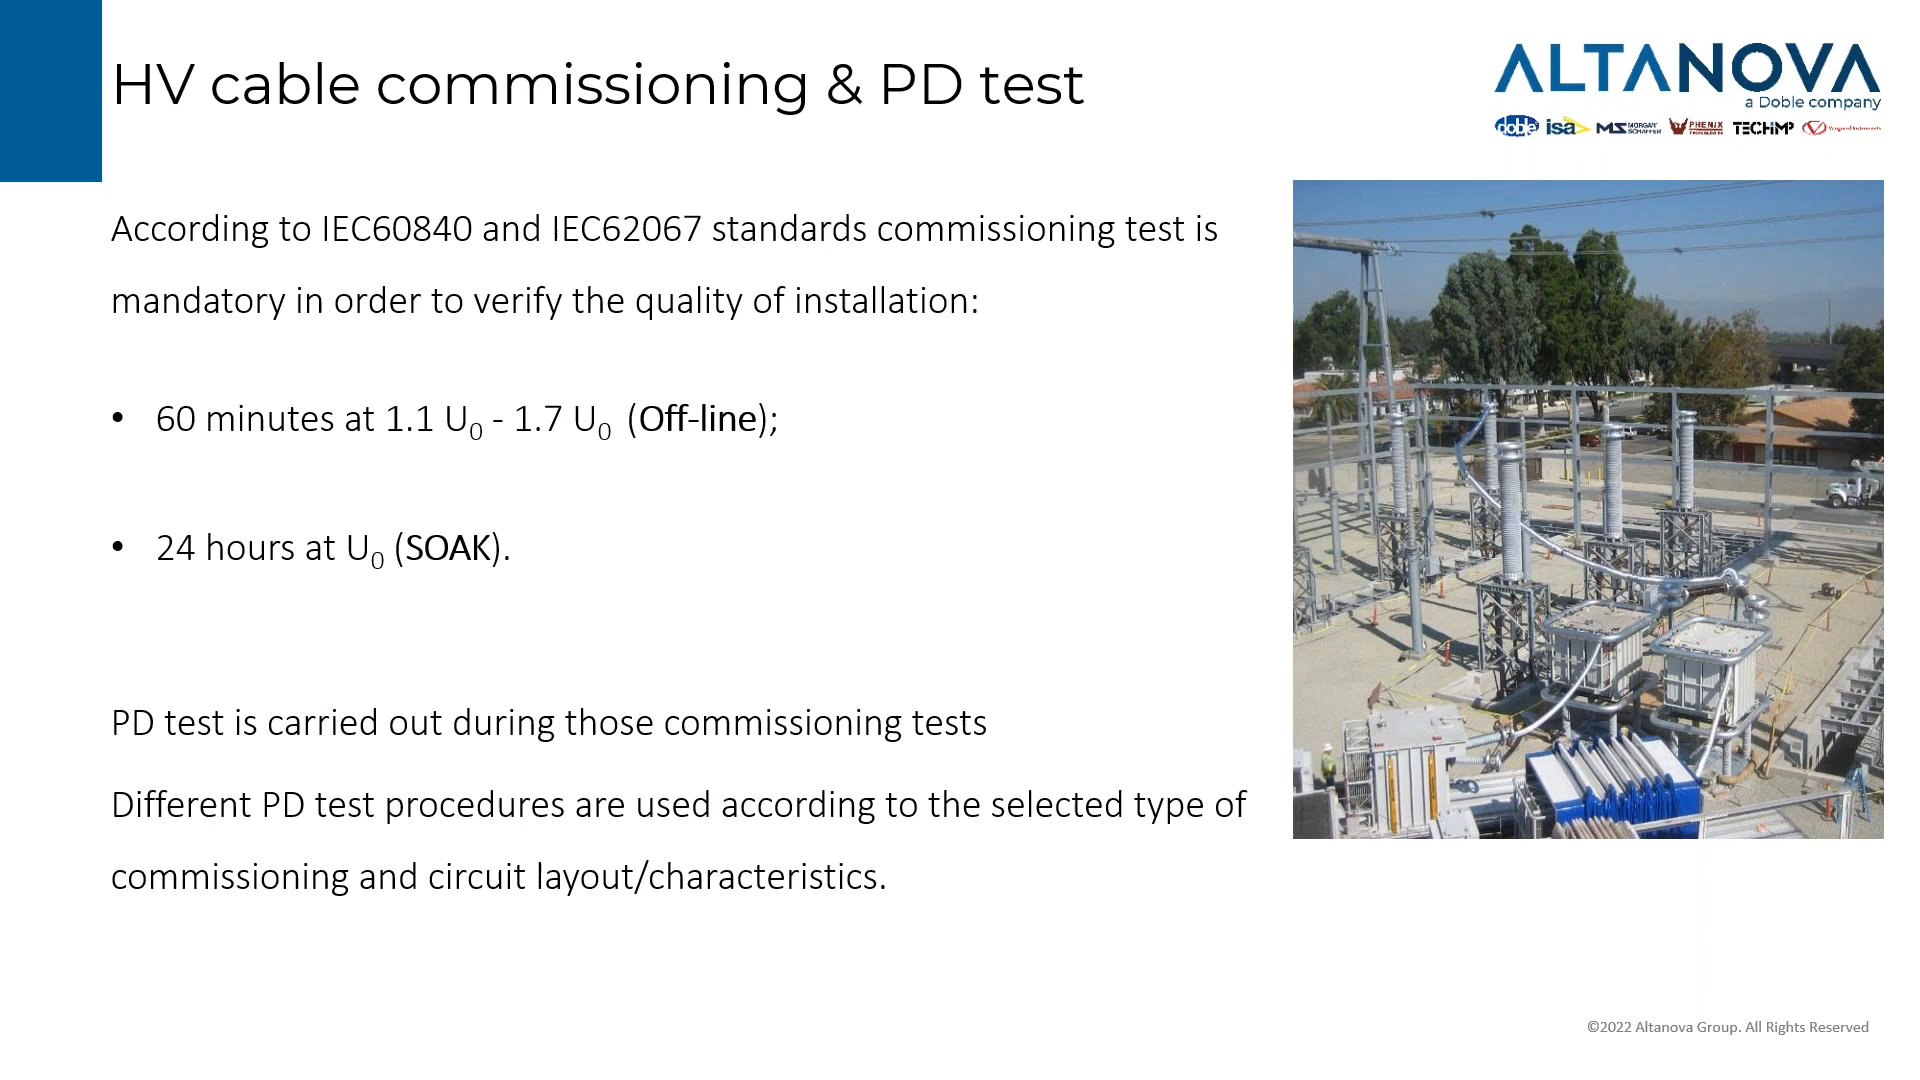 HV cable commissioning & PD test
ALTANOVA
a Doble company
doble isa MS MORGAN SCHAFFER PHENIX TECHNOLOGIES TECHIMP Vanguard Instruments
According to IEC60840 and IEC62067 standards commissioning test is
mandatory in order to verify the quality of installation:
• 60 minutes at 1.1 U0 - 1.7 U0 (Off-line);
• 24 hours at U0 (SOAK).
PD test is carried out during those commissioning tests
Different PD test procedures are used according to the selected type of
commissioning and circuit layout/characteristics.
©2022 Altanova Group. All Rights Reserved